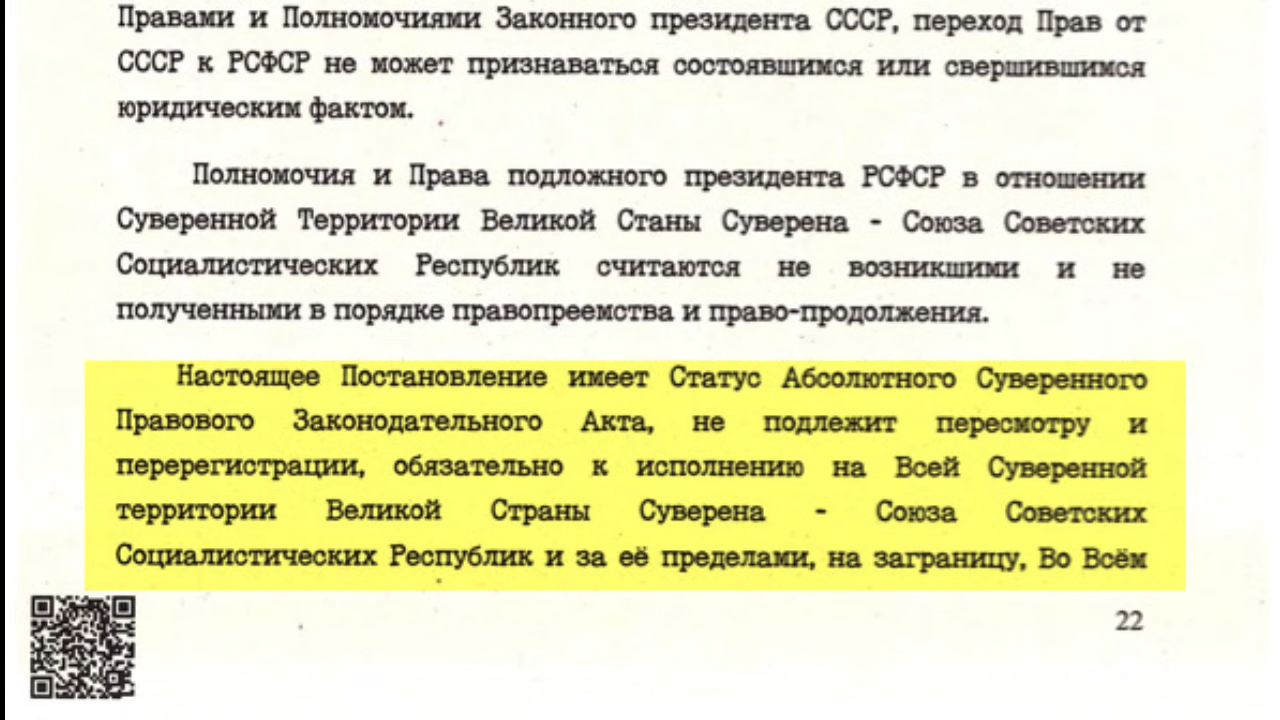 Правами и Полномочиями Законного президента СССР, переход Прав от
СССР к РСФСР не может признаваться состоявшимся или свершившимся
юридическим фактом.
Полномочия и Права подложного президента РСФСР в отношении
Суверенной Территории Великой Станы Суверена - Союза Советских
Социалистических Республик считаются не возникшими и не
полученными в порядке правопреемства и право-продолжения.
Настоящее Постановление имеет Статус Абсолютного Суверенного
Правового Законодательного Акта, не подлежит пересмотру и
перерегистрации, обязательно к исполнению на Всей Суверенной
территории Великой Страны Суверена - Союза Советских
Социалистических Республик и за её пределами, на заграницу, Во Всём
22